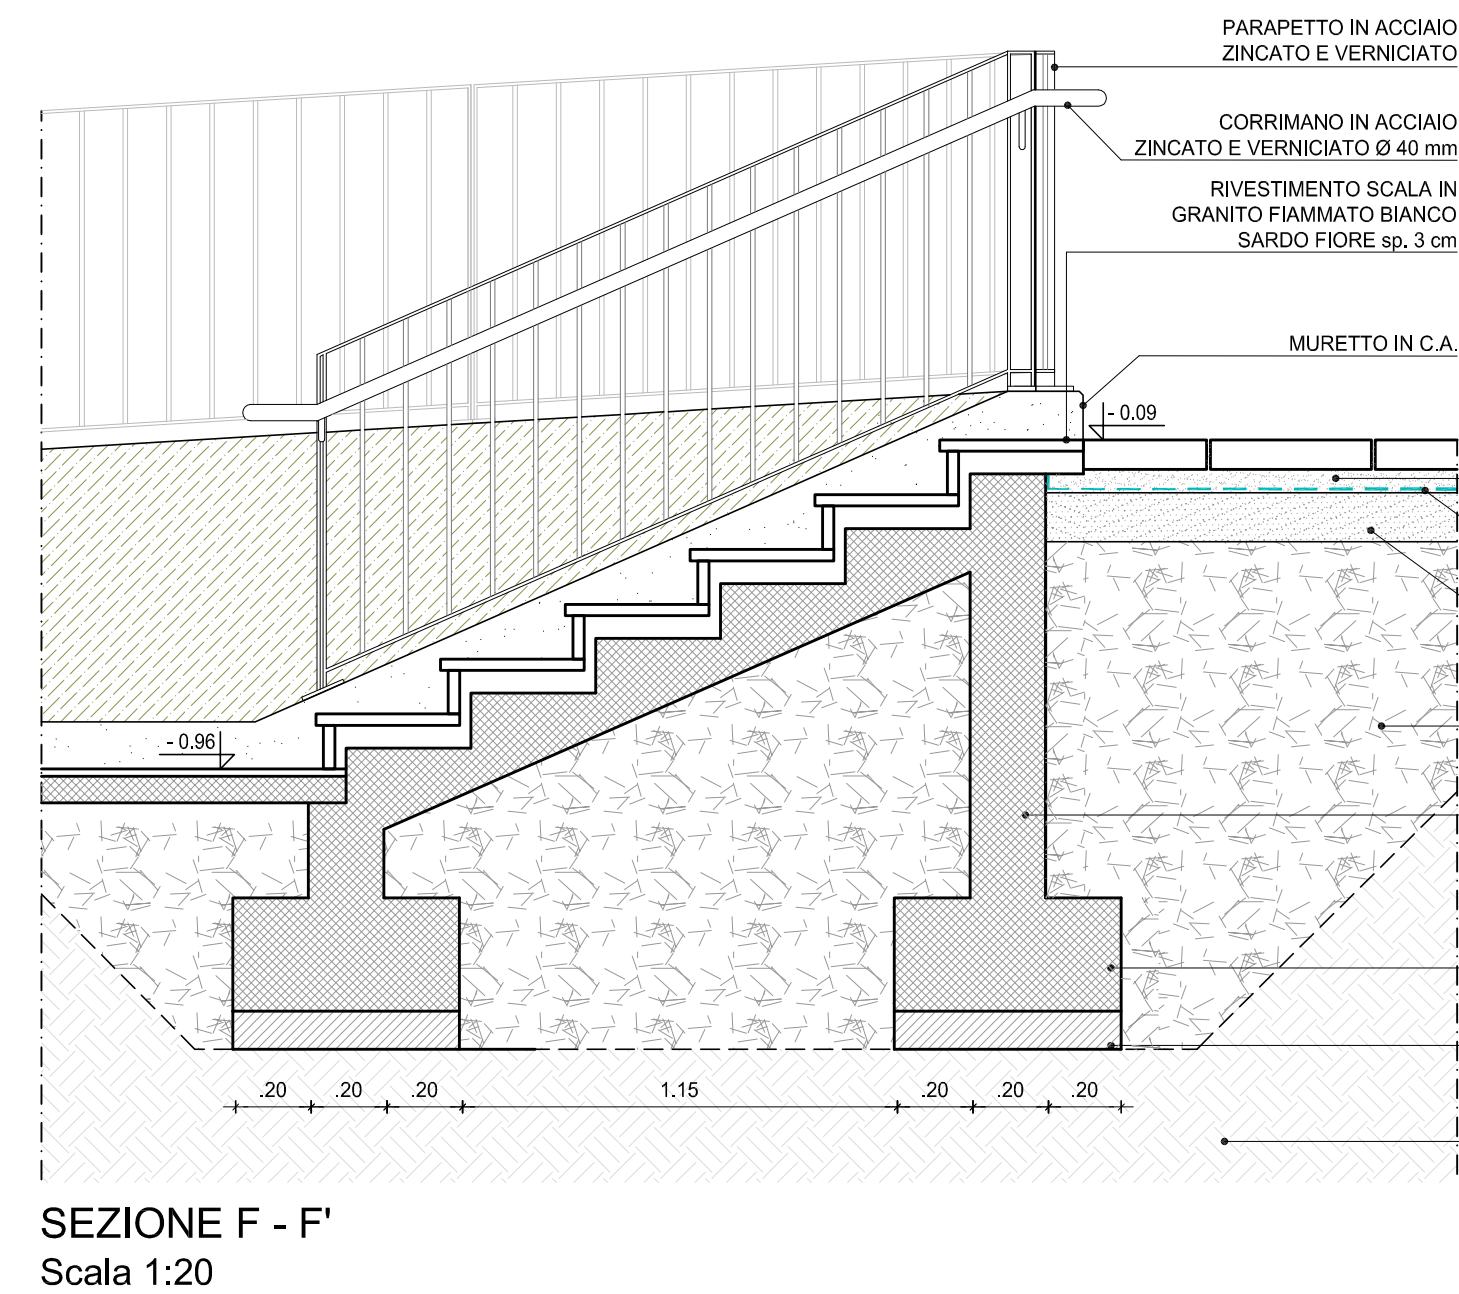 PARAPETTO IN ACCIAIO
ZINCATO E VERNICIATO
CORRIMANO IN ACCIAIO
ZINCATO E VERNICIATO Ø 40 mm
RIVESTIMENTO SCALA IN
GRANITO FIAMMATO BIANCO
SARDO FIORE sp. 3 cm
MURETTO IN C.A.
- 0.09
- 0.96
.20 .20 .20 1.15 .20 .20 .20
SEZIONE F - F'
Scala 1:20